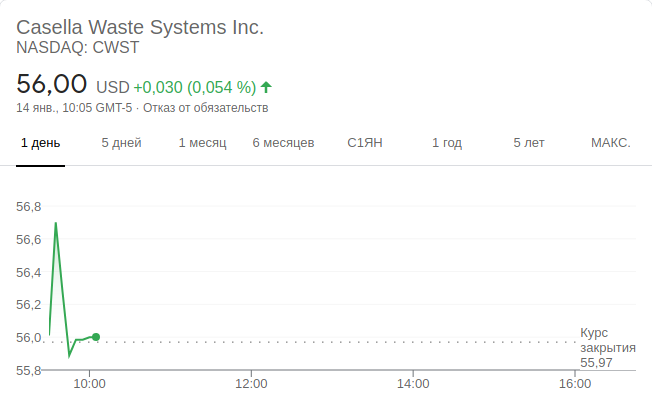 Casella Waste Systems Inc.
NASDAQ: CWST
56,00 USD +0,030 (0,054 %)
14 янв., 10:05 GMT-5 · Отказ от обязательств
1 день 5 дней 1 месяц 6 месяцев С1ЯН 1 год 5 лет МАКС.
56,8
56,6
56,4
56,2
56,0
55,8
Курс
закрытия
55,97
10:00 12:00 14:00 16:00